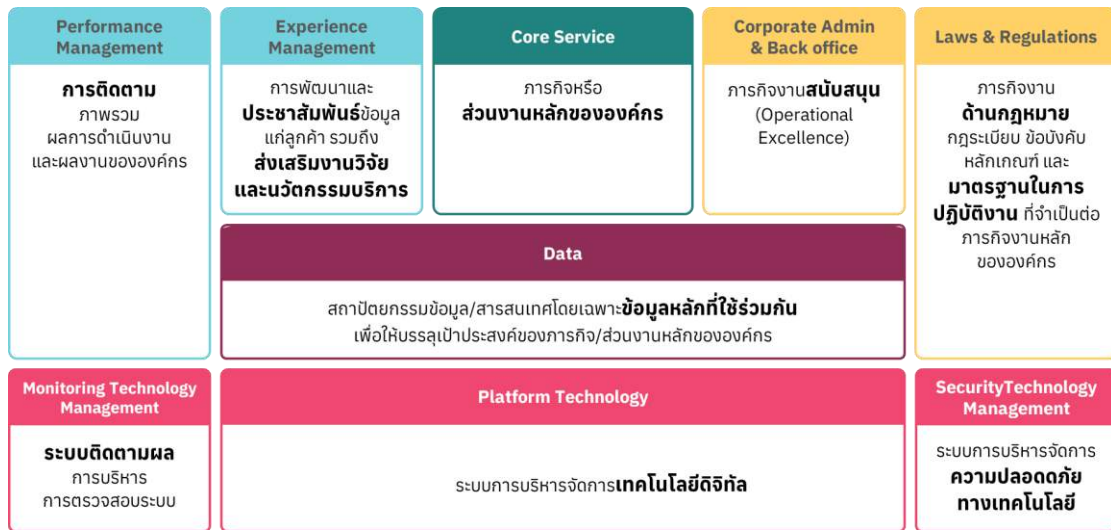 Performance
Management
การติดตาม
ภาพรวม
ผลการดำเนินงาน
และผลงานขององค์กร
Experience
Management
การพัฒนาและ
ประชาสัมพันธ์ข้อมูล
แก่ลูกค้า รวมถึง
ส่งเสริมงานวิจัย
และนวัตกรรมบริการ
Core Service
ภารกิจหรือ
ส่วนงานหลักขององค์กร
Corporate Admin
& Back office
ภารกิจงานสนับสนุน
(Operational
Excellence)
Laws & Regulations
ภารกิจงาน
ด้านกฎหมาย
กฎระเบียบ ข้อบังคับ
หลักเกณฑ์ และ
มาตรฐานในการ
ปฏิบัติงาน ที่จำเป็นต่อ
ภารกิจงานหลัก
ขององค์กร
Data
สถาปัตยกรรมข้อมูล/สารสนเทศโดยเฉพาะข้อมูลหลักที่ใช้ร่วมกัน
เพื่อให้บรรลุเป้าประสงค์ของภารกิจ/ส่วนงานหลักขององค์กร
Monitoring Technology
Management
ระบบติดตามผล
การบริหาร
การตรวจสอบระบบ
Platform Technology
ระบบการบริหารจัดการเทคโนโลยีดิจิทัล
SecurityTechnology
Management
ระบบการบริหารจัดการ
ความปลอดดภัย
ทางเทคโนโลยี